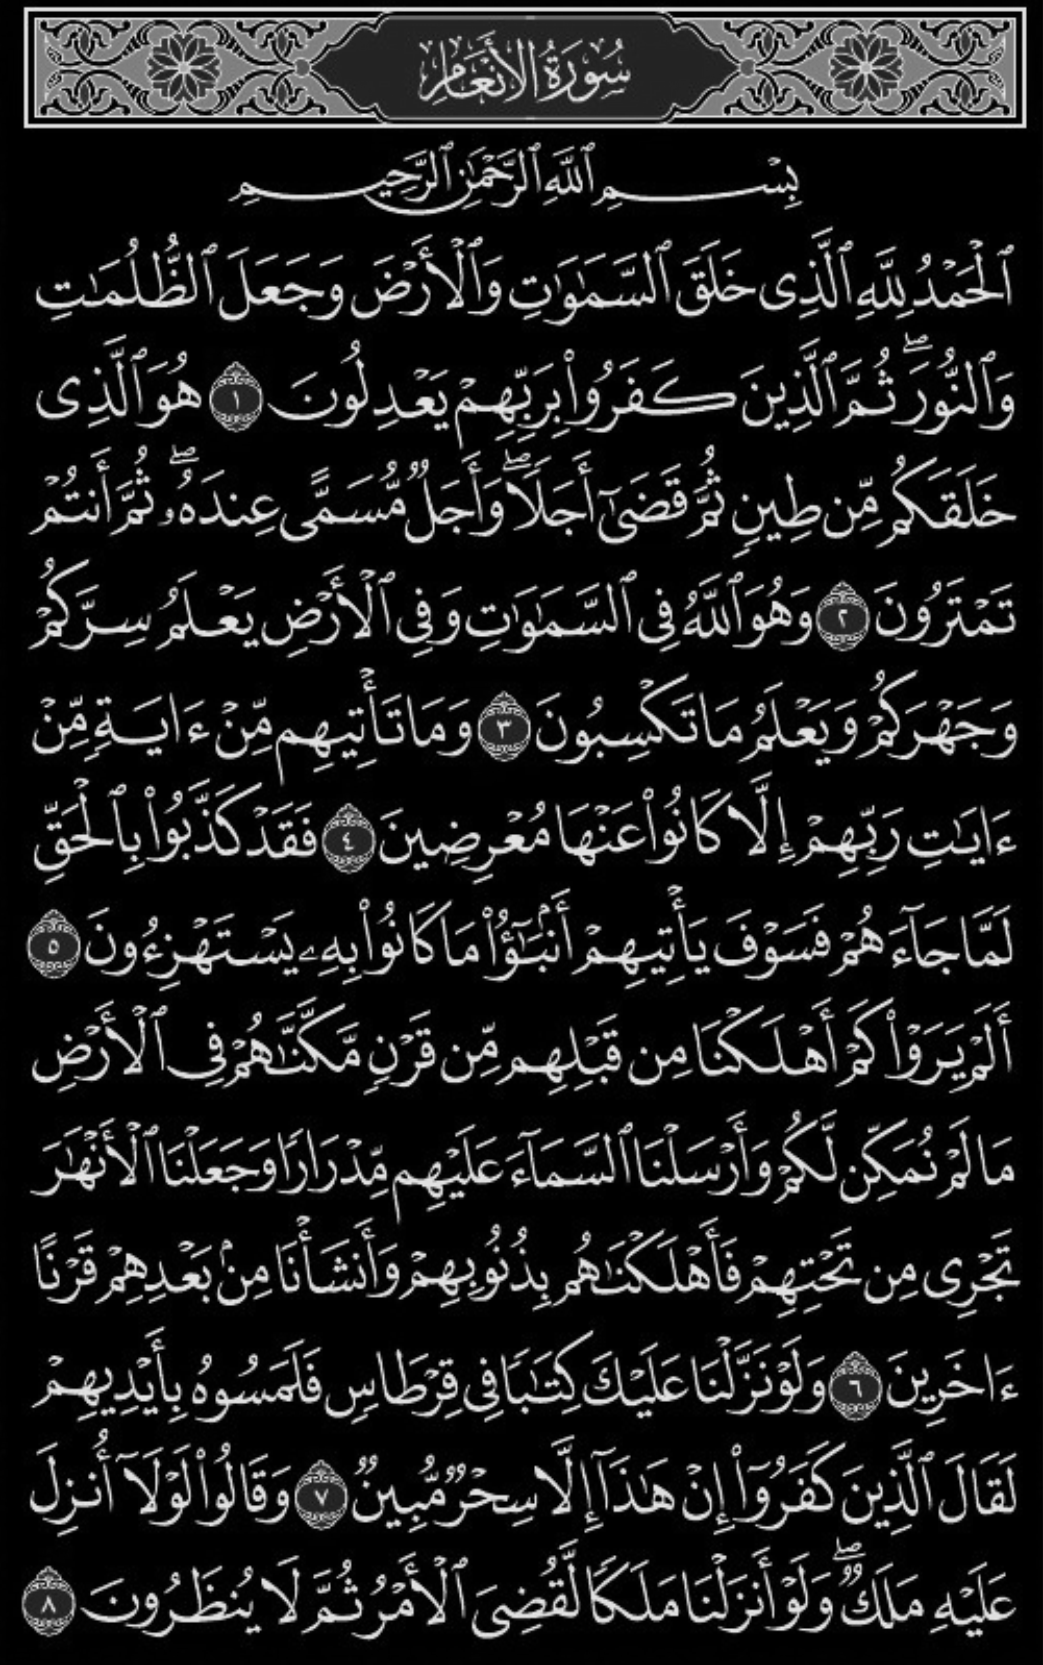 سُورَةُ الأَنْعَامِ
بِسْمِ ٱللَّهِ ٱلرَّحْمَٰنِ ٱلرَّحِيمِ
ٱلْحَمْدُ لِلَّهِ ٱلَّذِى خَلَقَ ٱلسَّمَٰوَٰتِ وَٱلْأَرْضَ وَجَعَلَ ٱلظُّلُمَٰتِ
وَٱلنُّورَۖ ثُمَّ ٱلَّذِينَ كَفَرُوا۟ بِرَبِّهِمْ يَعْدِلُونَ ١ هُوَ ٱلَّذِى
خَلَقَكُم مِّن طِينٍ ثُمَّ قَضَىٰٓ أَجَلًاۖ وَأَجَلٌ مُّسَمًّى عِندَهُۥۖ ثُمَّ أَنتُمْ
تَمْتَرُونَ ٢ وَهُوَ ٱللَّهُ فِى ٱلسَّمَٰوَٰتِ وَفِى ٱلْأَرْضِ يَعْلَمُ سِرَّكُمْ
وَجَهْرَكُمْ وَيَعْلَمُ مَا تَكْسِبُونَ ٣ وَمَا تَأْتِيهِم مِّنْ ءَايَةٍ مِّنْ
ءَايَٰتِ رَبِّهِمْ إِلَّا كَانُوا۟ عَنْهَا مُعْرِضِينَ ٤ فَقَدْ كَذَّبُوا۟ بِٱلْحَقِّ
لَمَّا جَآءَهُمْ فَسَوْفَ يَأْتِيهِمْ أَنۢبَٰٓؤُا۟ مَا كَانُوا۟ بِهِۦ يَسْتَهْزِءُونَ ٥
أَلَمْ يَرَوْا۟ كَمْ أَهْلَكْنَا مِن قَبْلِهِم مِّن قَرْنٍ مَّكَّنَّٰهُمْ فِى ٱلْأَرْضِ
مَا لَمْ نُمَكِّن لَّكُمْ وَأَرْسَلْنَا ٱلسَّمَآءَ عَلَيْهِم مِّدْرَارًا وَجَعَلْنَا ٱلْأَنْهَٰرَ
تَجْرِى مِن تَحْتِهِمْ فَأَهْلَكْنَٰهُم بِذُنُوبِهِمْ وَأَنشَأْنَا مِنۢ بَعْدِهِمْ قَرْنًا
ءَاخَرِينَ ٦ وَلَوْ نَزَّلْنَا عَلَيْكَ كِتَٰبًا فِى قِرْطَاسٍ فَلَمَسُوهُ بِأَيْدِيهِمْ
لَقَالَ ٱلَّذِينَ كَفَرُوٓا۟ إِنْ هَٰذَآ إِلَّا سِحْرٌ مُّبِينٌ ٧ وَقَالُوا۟ لَوْلَآ أُنزِلَ
عَلَيْهِ مَلَكٌۖ وَلَوْ أَنزَلْنَا مَلَكًا لَّقُضِىَ ٱلْأَمْرُ ثُمَّ لَا يُنظَرُونَ ٨